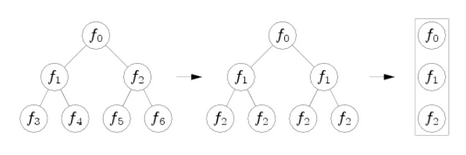 f₀ f₀ f₀
f₁ f₂ f₁ f₁ f₁
f₃ f₄ f₅ f₆ f₂ f₂ f₂ f₂ f₂